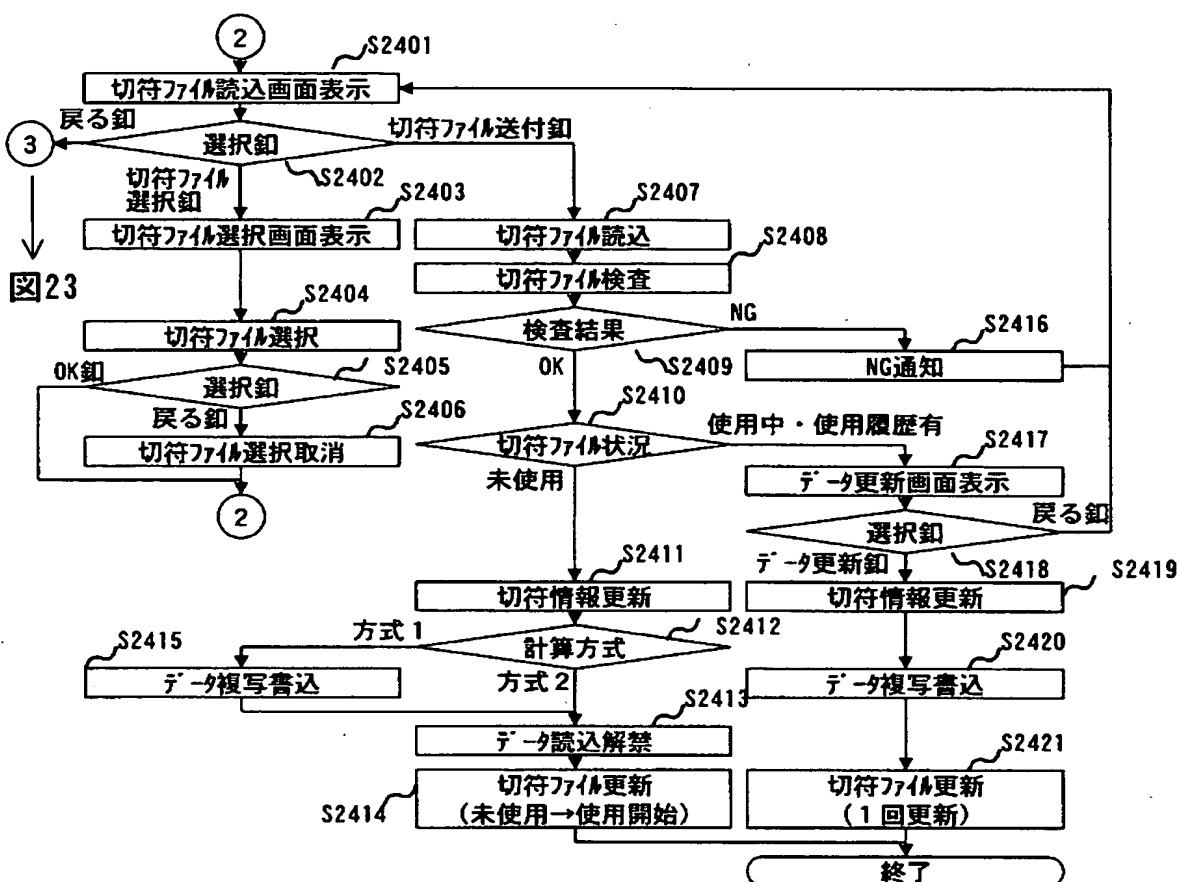 2
S2401
切符ファイル読込画面表示
戻る釦
切符ファイル送付釦
3
選択釦
S2402
切符ファイル
選択釦
S2403
S2407
切符ファイル選択画面表示
切符ファイル読込
S2408
図23
切符ファイル検査
S2404
NG
切符ファイル選択
検査結果
S2416
OK釦
S2405
OK
S2409
NG通知
選択釦
戻る釦
S2406
S2410
使用中・使用履歴有
切符ファイル選択取消
切符ファイル状況
S2417
未使用
データ更新画面表示
2
戻る釦
選択釦
S2411
データ更新釦
S2418
S2419
切符情報更新
切符情報更新
方式1
S2412
S2415
計算方式
S2420
データ複写書込
方式2
データ複写書込
S2413
データ読込解禁
S2421
切符ファイル更新
(未使用→使用開始)
S2414
切符ファイル更新
(1回更新)
終了